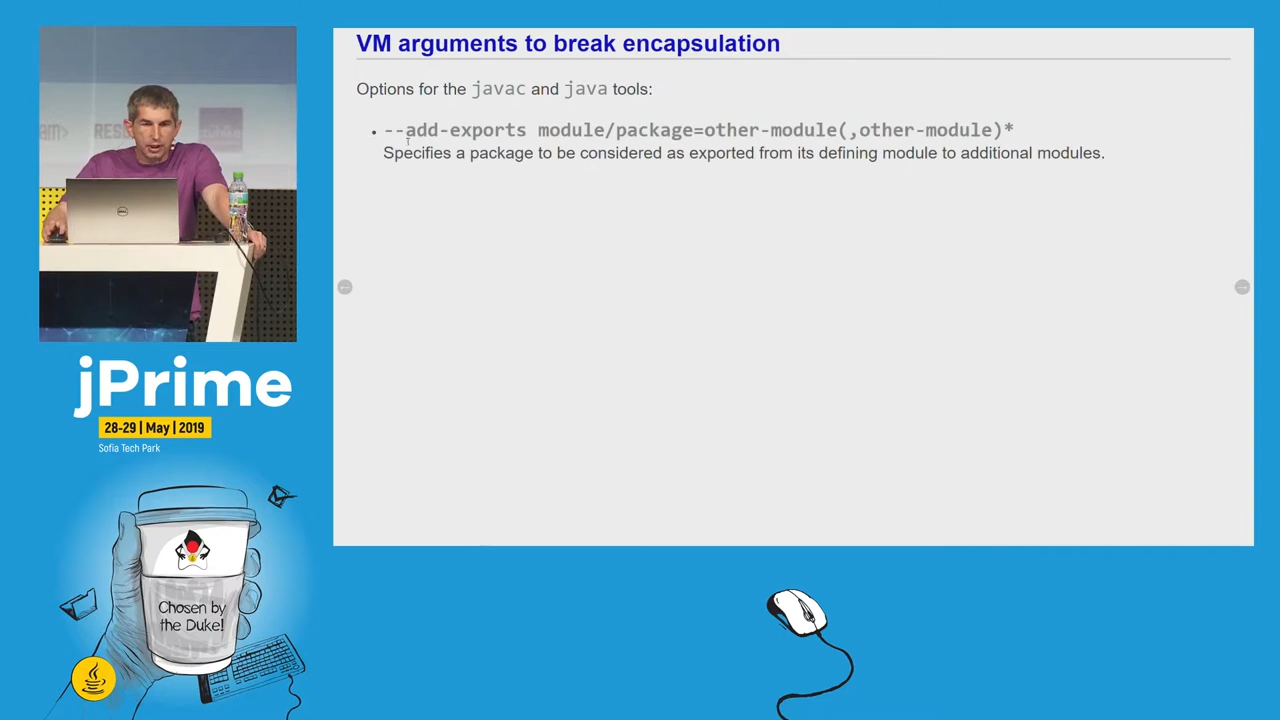 VM arguments to break encapsulation
Options for the javac and java tools:
• --add-exports module/package=other-module(,other-module)*
Specifies a package to be considered as exported from its defining module to additional modules.
DELL
jPrime
28-29 | May | 2019
Sofia Tech Park
Chosen by
the Duke!